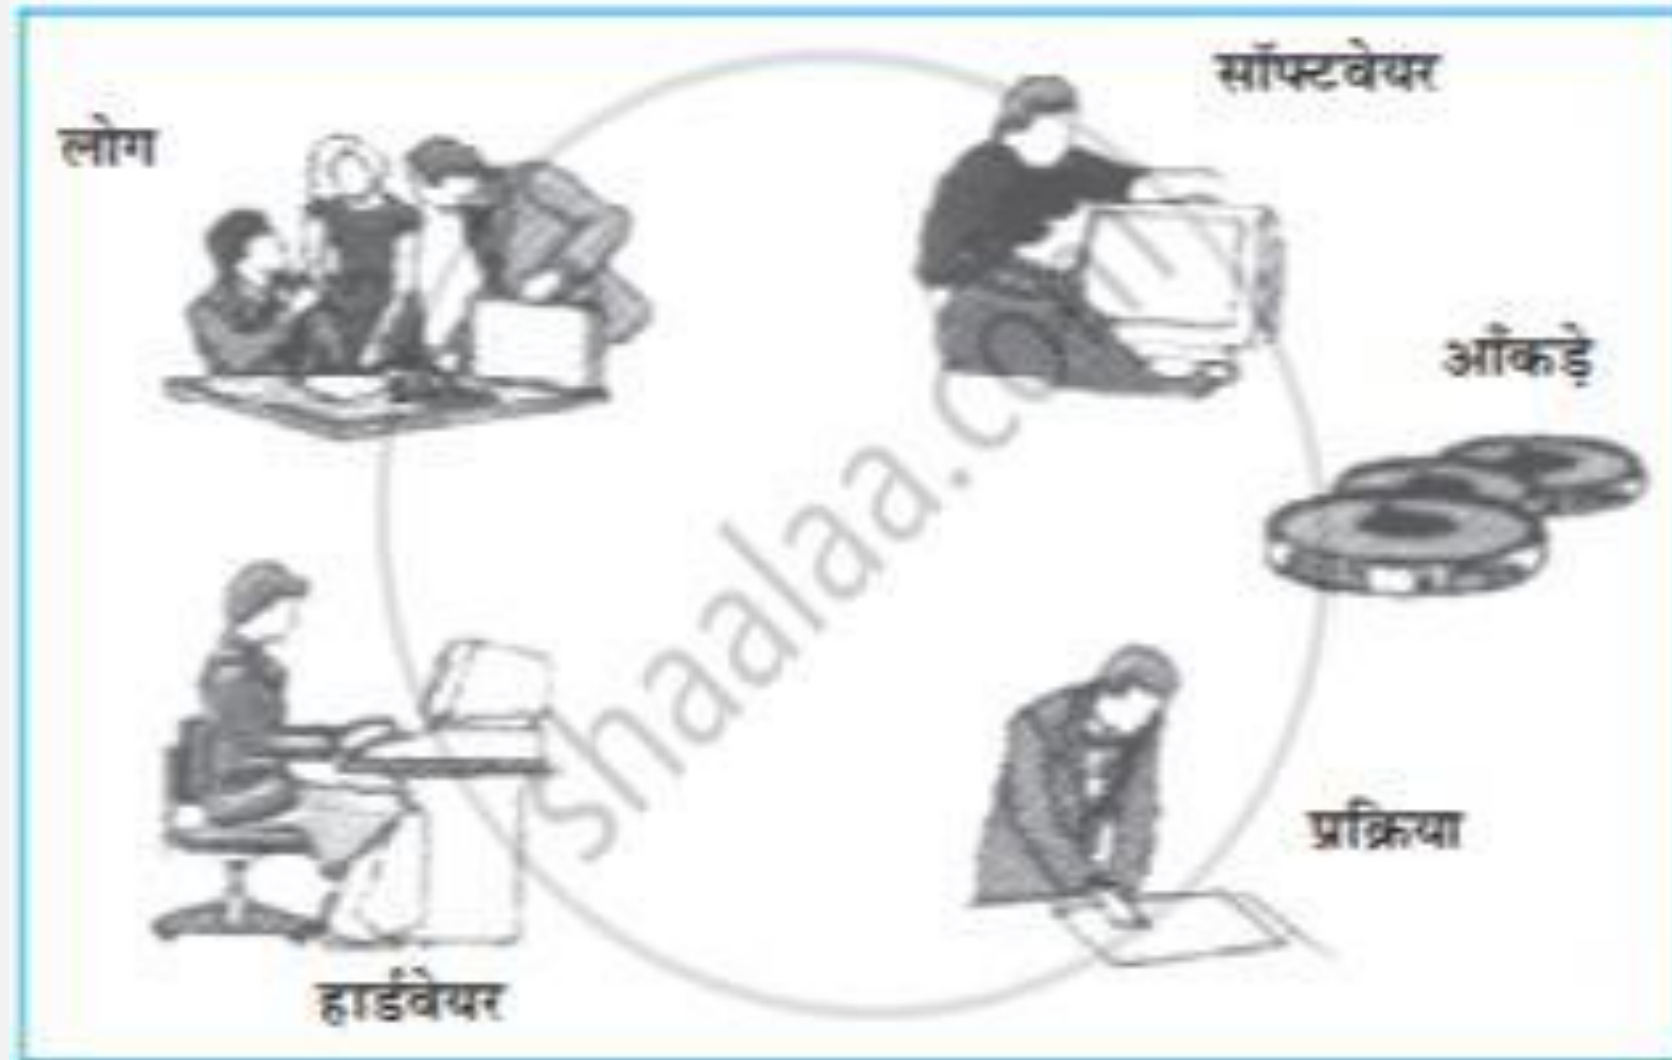 सॉफ्टवेयर
लोग
आँकड़े
shaalaa.com
प्रक्रिया
हार्डवेयर